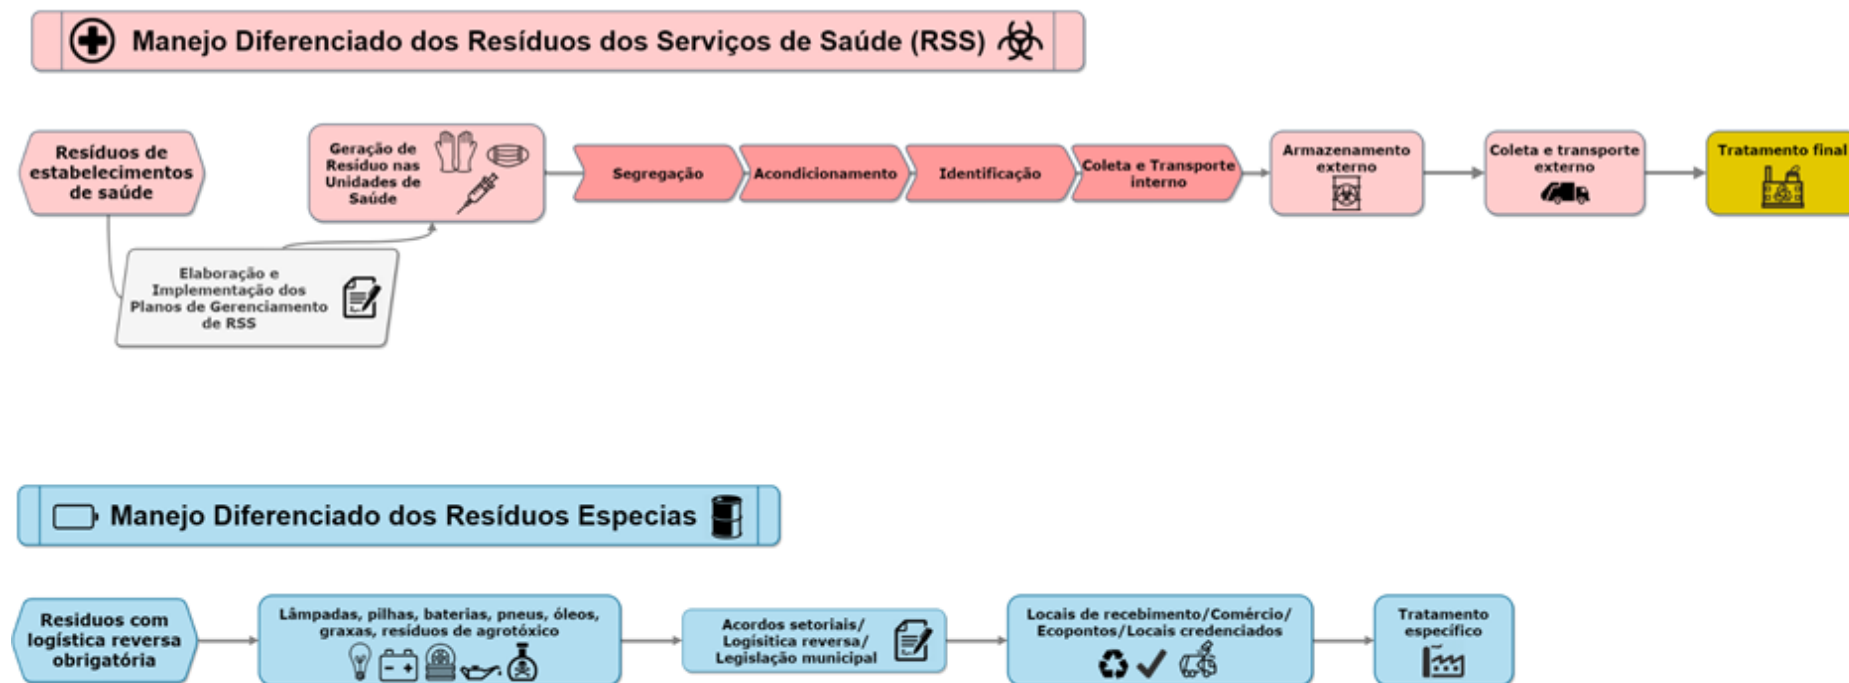 Manejo Diferenciado dos Resíduos dos Serviços de Saúde (RSS)
Resíduos de
estabelecimentos
de saúde
Elaboração e
Implementação dos
Planos de Gerenciamento
de RSS
Geração de
Resíduo nas
Unidades de
Saúde
Segregação
Acondicionamento
Identificação
Coleta e Transporte
interno
Armazenamento
externo
Coleta e transporte
externo
Tratamento final
Manejo Diferenciado dos Resíduos Especias
Residuos com
logística reversa
obrigatória
Lâmpadas, pilhas, baterias, pneus, óleos,
graxas, resíduos de agrotóxico
Acordos setoriais/
Logísitica reversa/
Legislação municipal
Locais de recebimento/Comércio/
Ecopontos/Locais credenciados
Tratamento
específico